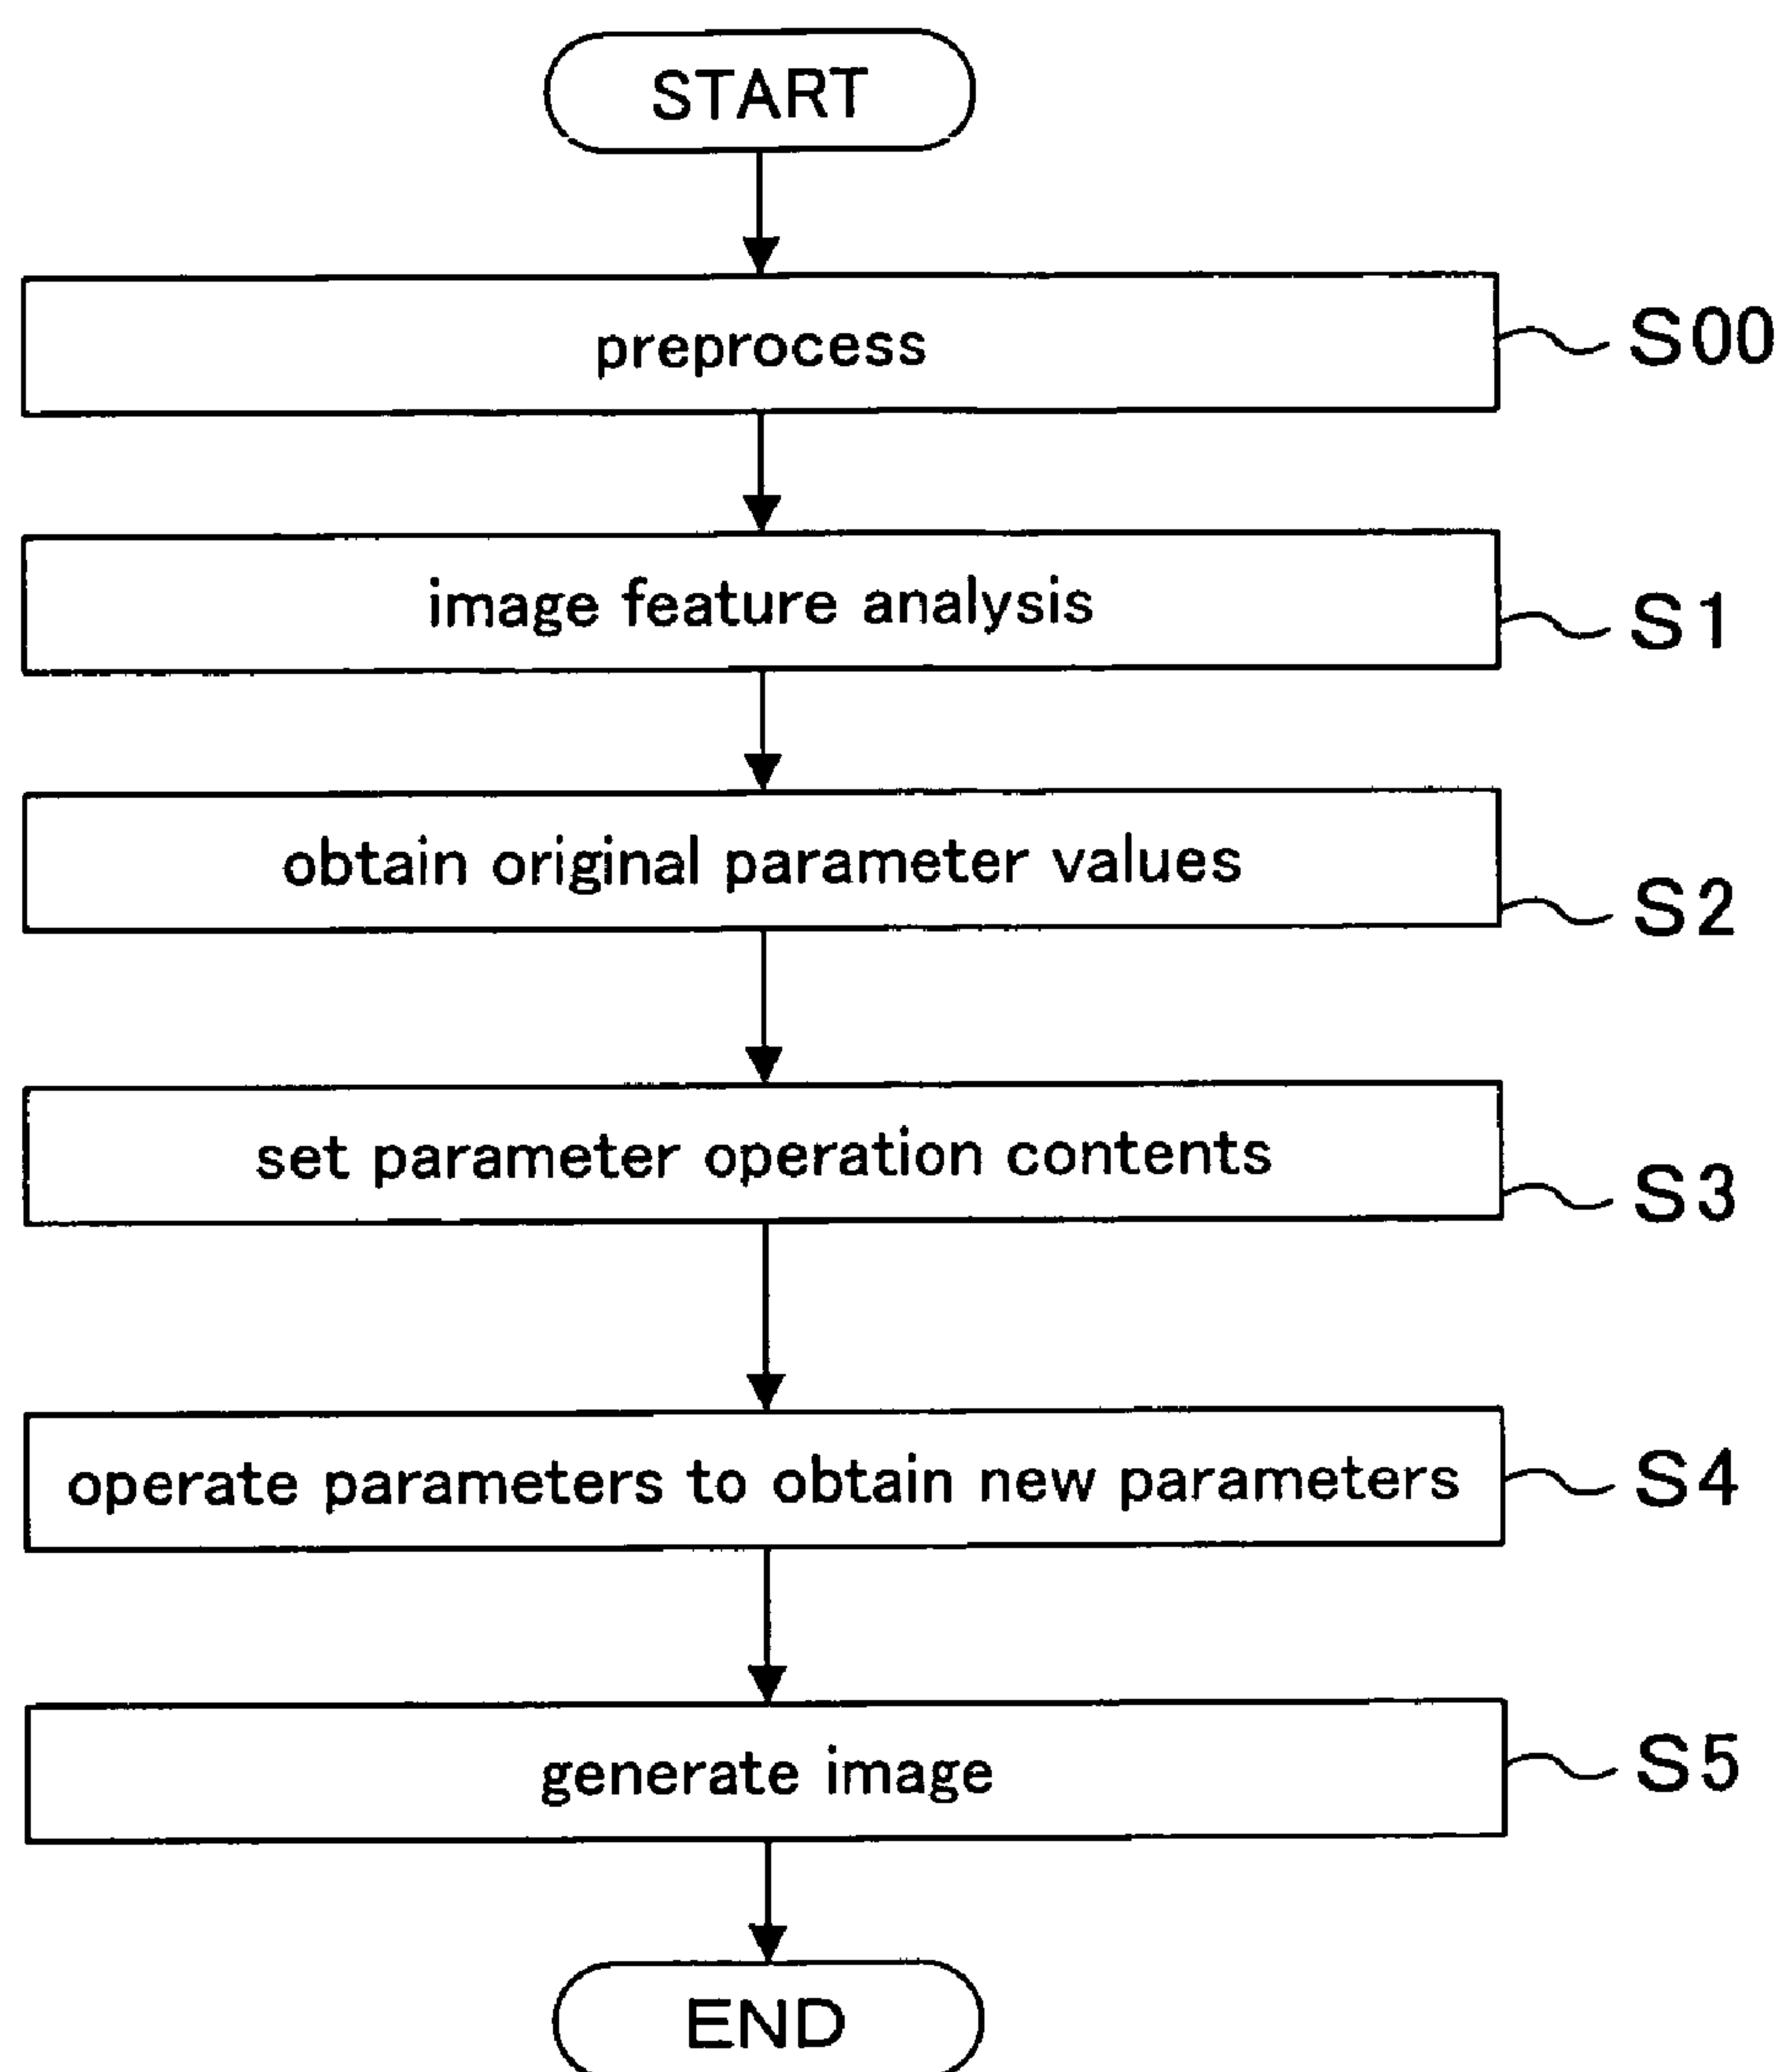 START
preprocess S00
image feature analysis S1
obtain original parameter values S2
set parameter operation contents S3
operate parameters to obtain new parameters S4
generate image S5
END